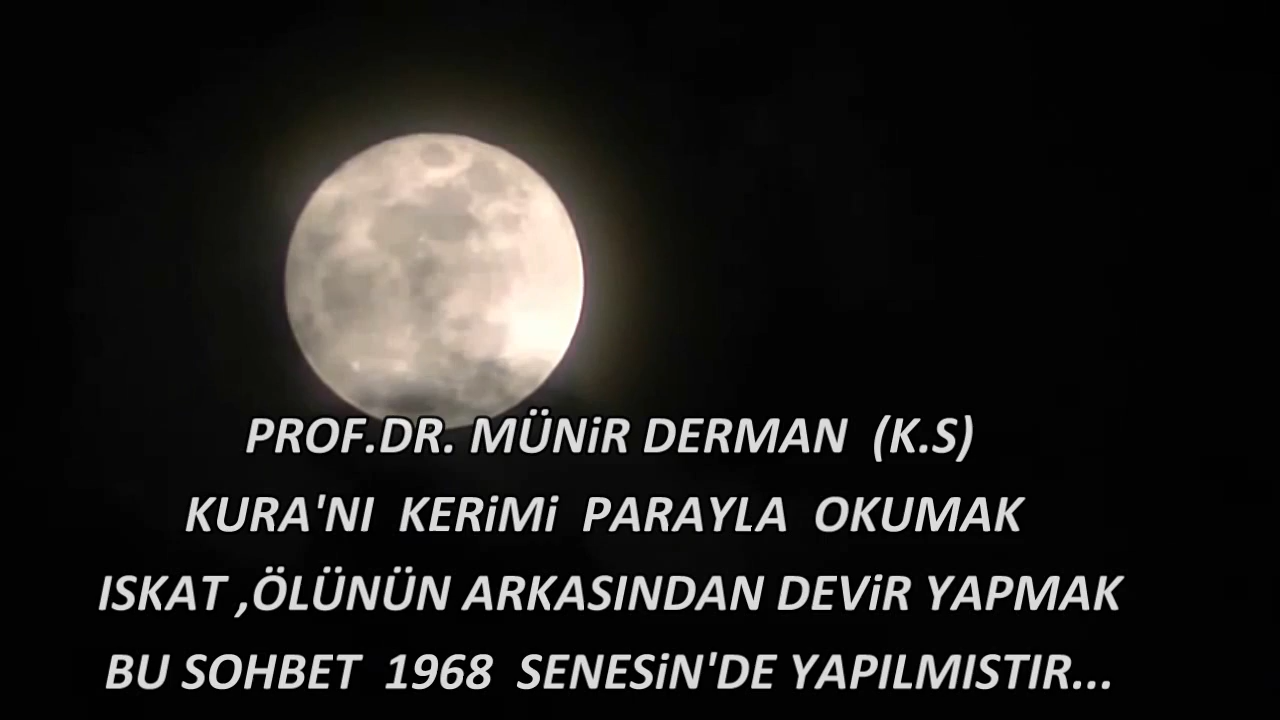 PROF.DR. MÜNiR DERMAN (K.S)
KURA'NI KERiMi PARAYLA OKUMAK
ISKAT ,ÖLÜNÜN ARKASINDAN DEViR YAPMAK
BU SOHBET 1968 SENESiN'DE YAPILMISTIR...